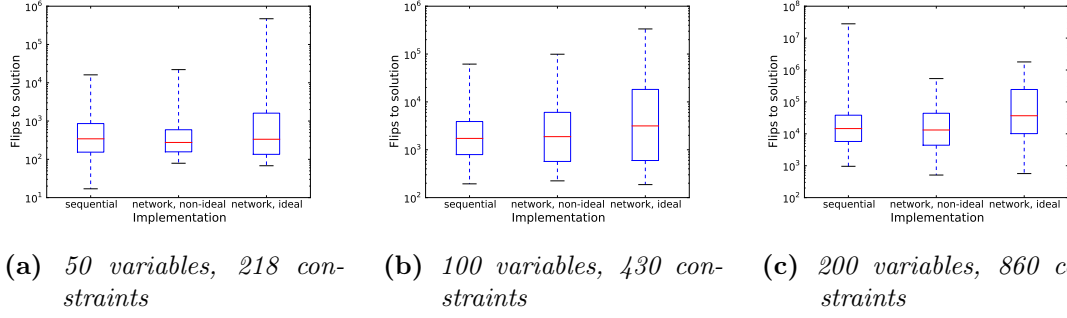 10^6
10^5
10^4
10^3
10^2
10^1
Flips to solution
sequential network, non-ideal network, ideal
Implementation
10^6
10^5
10^4
10^3
10^2
Flips to solution
sequential network, non-ideal network, ideal
Implementation
10^8
10^7
10^6
10^5
10^4
10^3
10^2
Flips to solution
sequential network, non-ideal network, ideal
Implementation
(a) 50 variables, 218 con-
straints
(b) 100 variables, 430 con-
straints
(c) 200 variables, 860 c
straints